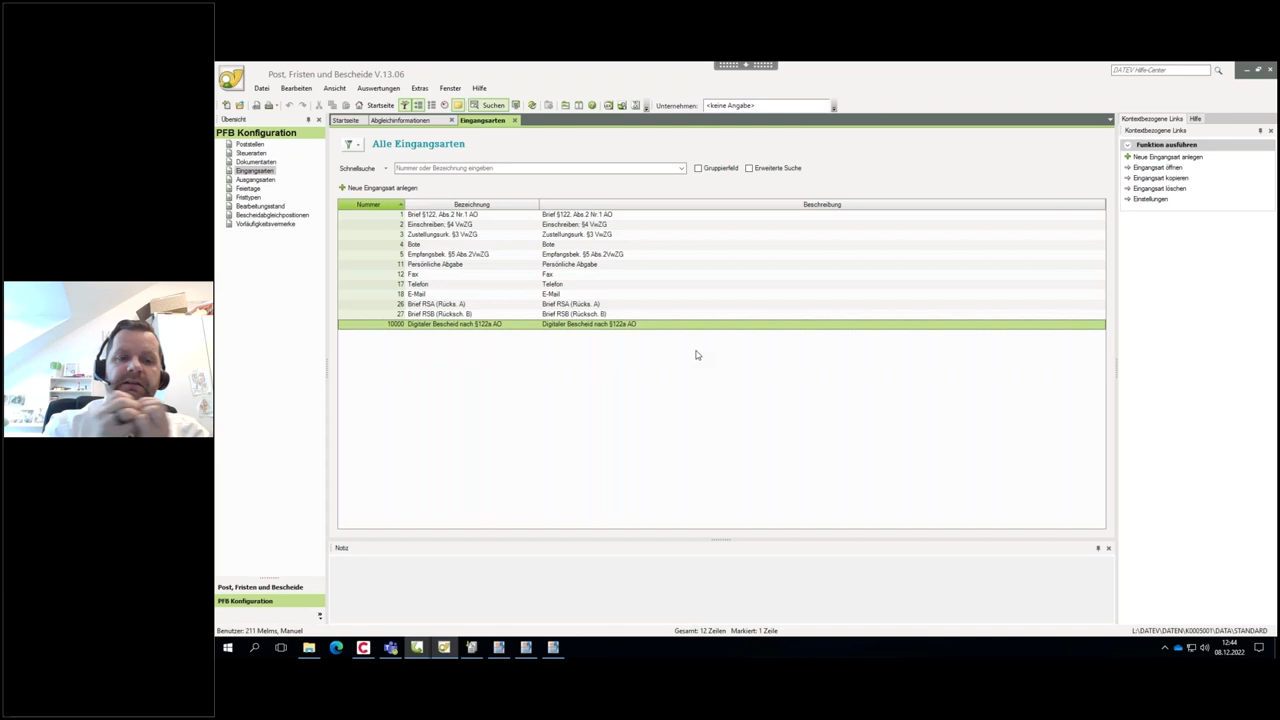 Post, Fristen und Bescheide V.13.06
DATEV Hilfe-Center
Datei Bearbeiten Ansicht Auswertungen Extras Fenster Hilfe
Startseite Suchen Unternehmen: <keine Angabe>
Übersicht
PFB Konfiguration
Poststellen
Steuerarten
Dokumentarten
Eingangsarten
Ausgangsarten
Feiertage
Fristtypen
Bearbeitungsstand
Bescheidabgleichpositionen
Vorläufigkeitsvermerke
Post, Fristen und Bescheide
PFB Konfiguration
Startseite Abgleichinformationen Eingangsarten
Alle Eingangsarten
Schnellsuche Nummer oder Bezeichnung eingeben Gruppierfeld Erweiterte Suche
Neue Eingangsart anlegen
Nummer Bezeichnung Beschreibung
1 Brief §122, Abs.2 Nr.1 AO Brief §122, Abs.2 Nr.1 AO
2 Einschreiben; §4 VwZG Einschreiben; §4 VwZG
3 Zustellungsurk. §3 VwZG Zustellungsurk. §3 VwZG
4 Bote Bote
5 Empfangsbek. §5 Abs.2VwZG Empfangsbek. §5 Abs.2VwZG
11 Persönliche Abgabe Persönliche Abgabe
12 Fax Fax
17 Telefon Telefon
18 E-Mail E-Mail
26 Brief RSA (Rücks. A) Brief RSA (Rücks. A)
27 Brief RSB (Rücksch. B) Brief RSB (Rücksch. B)
10000 Digitaler Bescheid nach §122a AO Digitaler Bescheid nach §122a AO
Notiz
Kontextbezogene Links Hilfe
Kontextbezogene Links
Funktion ausführen
Neue Eingangsart anlegen
Eingangsart öffnen
Eingangsart kopieren
Eingangsart löschen
Einstellungen
Benutzer: 211 Melms, Manuel Gesamt: 12 Zeilen Markiert: 1 Zeile L:\DATEV\DATEN\K0005001\DATA\STANDARD
12:44
08.12.2022